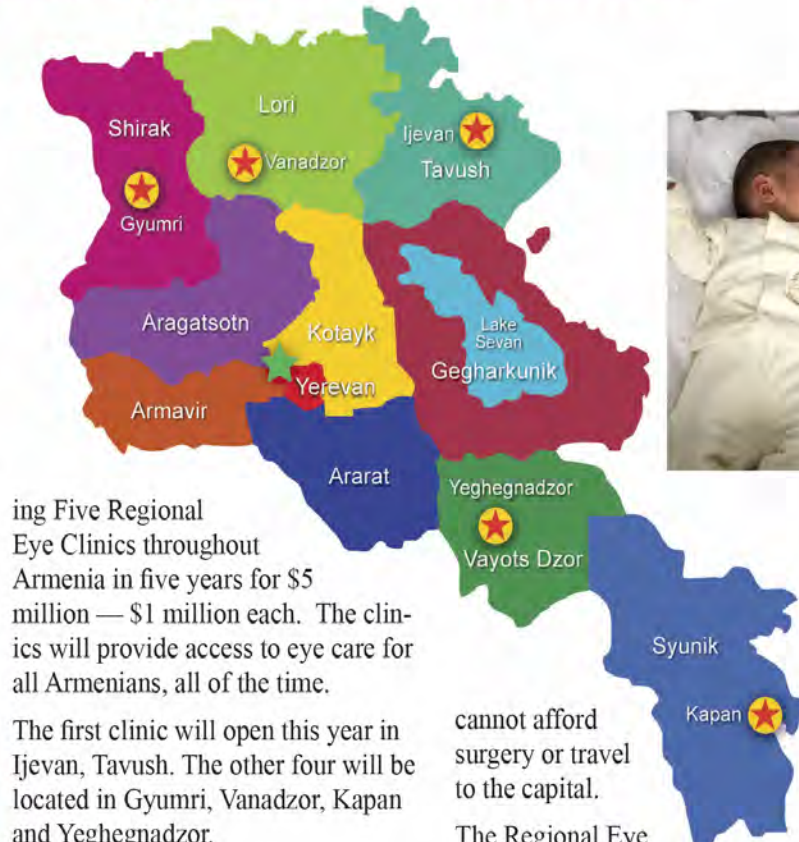 Shirak
Lori
Ijevan
Tavush
Vanadzor
Gyumri
Aragatsotn
Kotayk
Lake
Sevan
Gegharkunik
Yerevan
Armavir
Ararat
Yeghegnadzor
Vayots Dzor
Syunik
Kapan
ing Five Regional
Eye Clinics throughout
Armenia in five years for $5
million — $1 million each. The clin-
ics will provide access to eye care for
all Armenians, all of the time.
The first clinic will open this year in
Ijevan, Tavush. The other four will be
located in Gyumri, Vanadzor, Kapan
and Yeghegnadzor.
cannot afford
surgery or travel
to the capital.
The Regional Eye